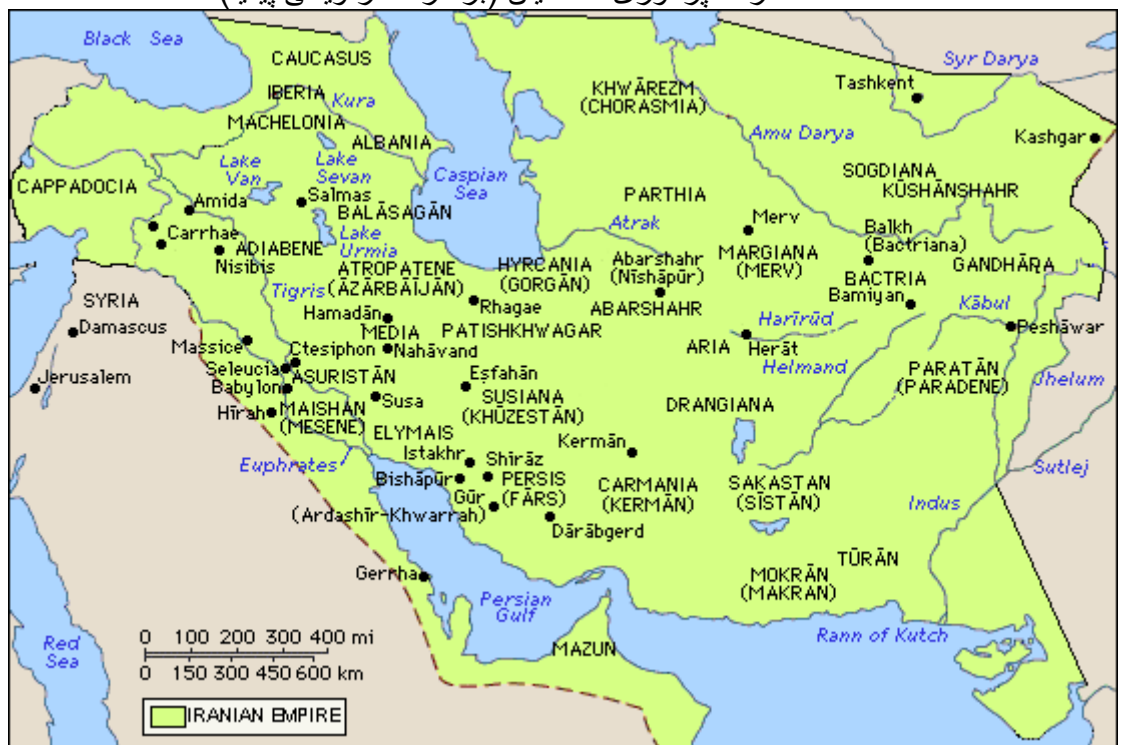 Black Sea
CAUCASUS
Syr Darya
Tashkent
KHWĀREZM
(CHORASMIA)
IBERIA
Kura
MACHELONIA
ALBANIA
Amu Darya
Kashgar
Lake
Van
Lake
Sevan
Caspian
Sea
SOGDIANA
KŪSHĀNSHAHR
CAPPADOCIA
Amida
Salmas
BALĀSAGĀN
PARTHIA
Atrak
Merv
Balkh
(Bactriana)
Carrhae
Nisibis
ADIABENE
Lake
Urmia
MARGIANA
(MERV)
BACTRIA
GANDHĀRA
Tigris
ATROPATENE
(ĀZĀRBĀIJĀN)
HYRCANIA
(GORGĀN)
Abarshahr
(Nīshāpūr)
ABARSHAHR
Bamiyan
Kābul
SYRIA
Damascus
Hamadān
MEDIA
Rhagae
PATISHKHWAGAR
Harīrūd
Peshāwar
Massice
Ctesiphon
Nahāvand
ARIA
Herāt
Helmand
Jerusalem
Seleucia
Babylon
ASURISTĀN
Eşfahān
PARATĀN
(PARADENE)
Jhelum
Hīrah
MAISHĀN
(MESENE)
Susa
SUSIANA
(KHŪZESTĀN)
DRANGIANA
ELYMAIS
Kermān
Euphrates
Istakhr
Shīrāz
Sutlej
Bishāpūr
PERSIS
(FĀRS)
CARMANIA
(KERMĀN)
SAKASTAN
(SĪSTĀN)
Indus
Gūr
(Ardashīr-Khwarrah)
Dārābgerd
TŪRĀN
Gerrha
MOKRĀN
(MAKRAN)
Persian
Gulf
Rann of Kutch
Red
Sea
0 100 200 300 400 mi
0 150 300 450 600 km
MAZUN
IRANIAN EMPIRE